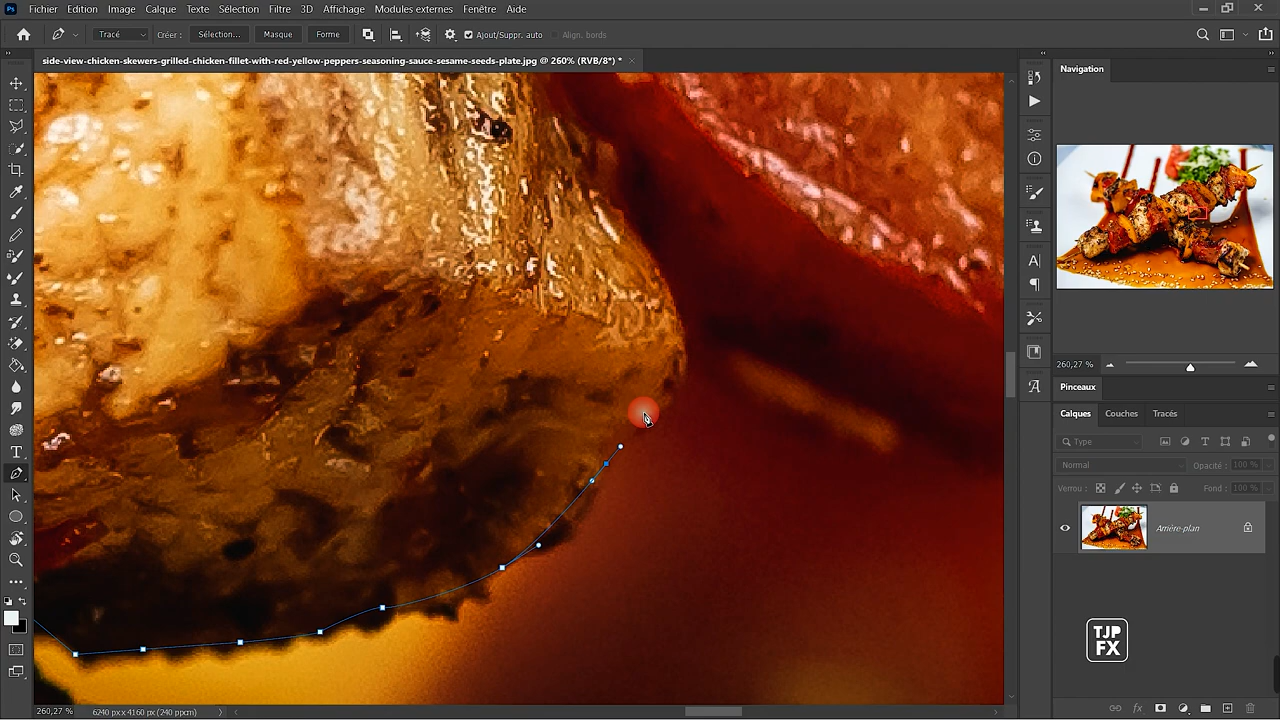 Ps Fichier Edition Image Calque Texte Sélection Filtre 3D Affichage Modules externes Fenêtre Aide
Tracé Créer : Sélection... Masque Forme Ajout/Suppr. auto Align. bords
side-view-chicken-skewers-grilled-chicken-fillet-with-red-yellow-peppers-seasoning-sauce-sesame-seeds-plate.jpg @ 260% (RVB/8*) *
Navigation
260,27 %
Pinceaux
Calques Couches Tracés
Type
Normal Opacité : 100 %
Verrou : Fond : 100 %
Arrière-plan
TJP
FX
260,27 % 6240 px x 4160 px (240 ppcm)